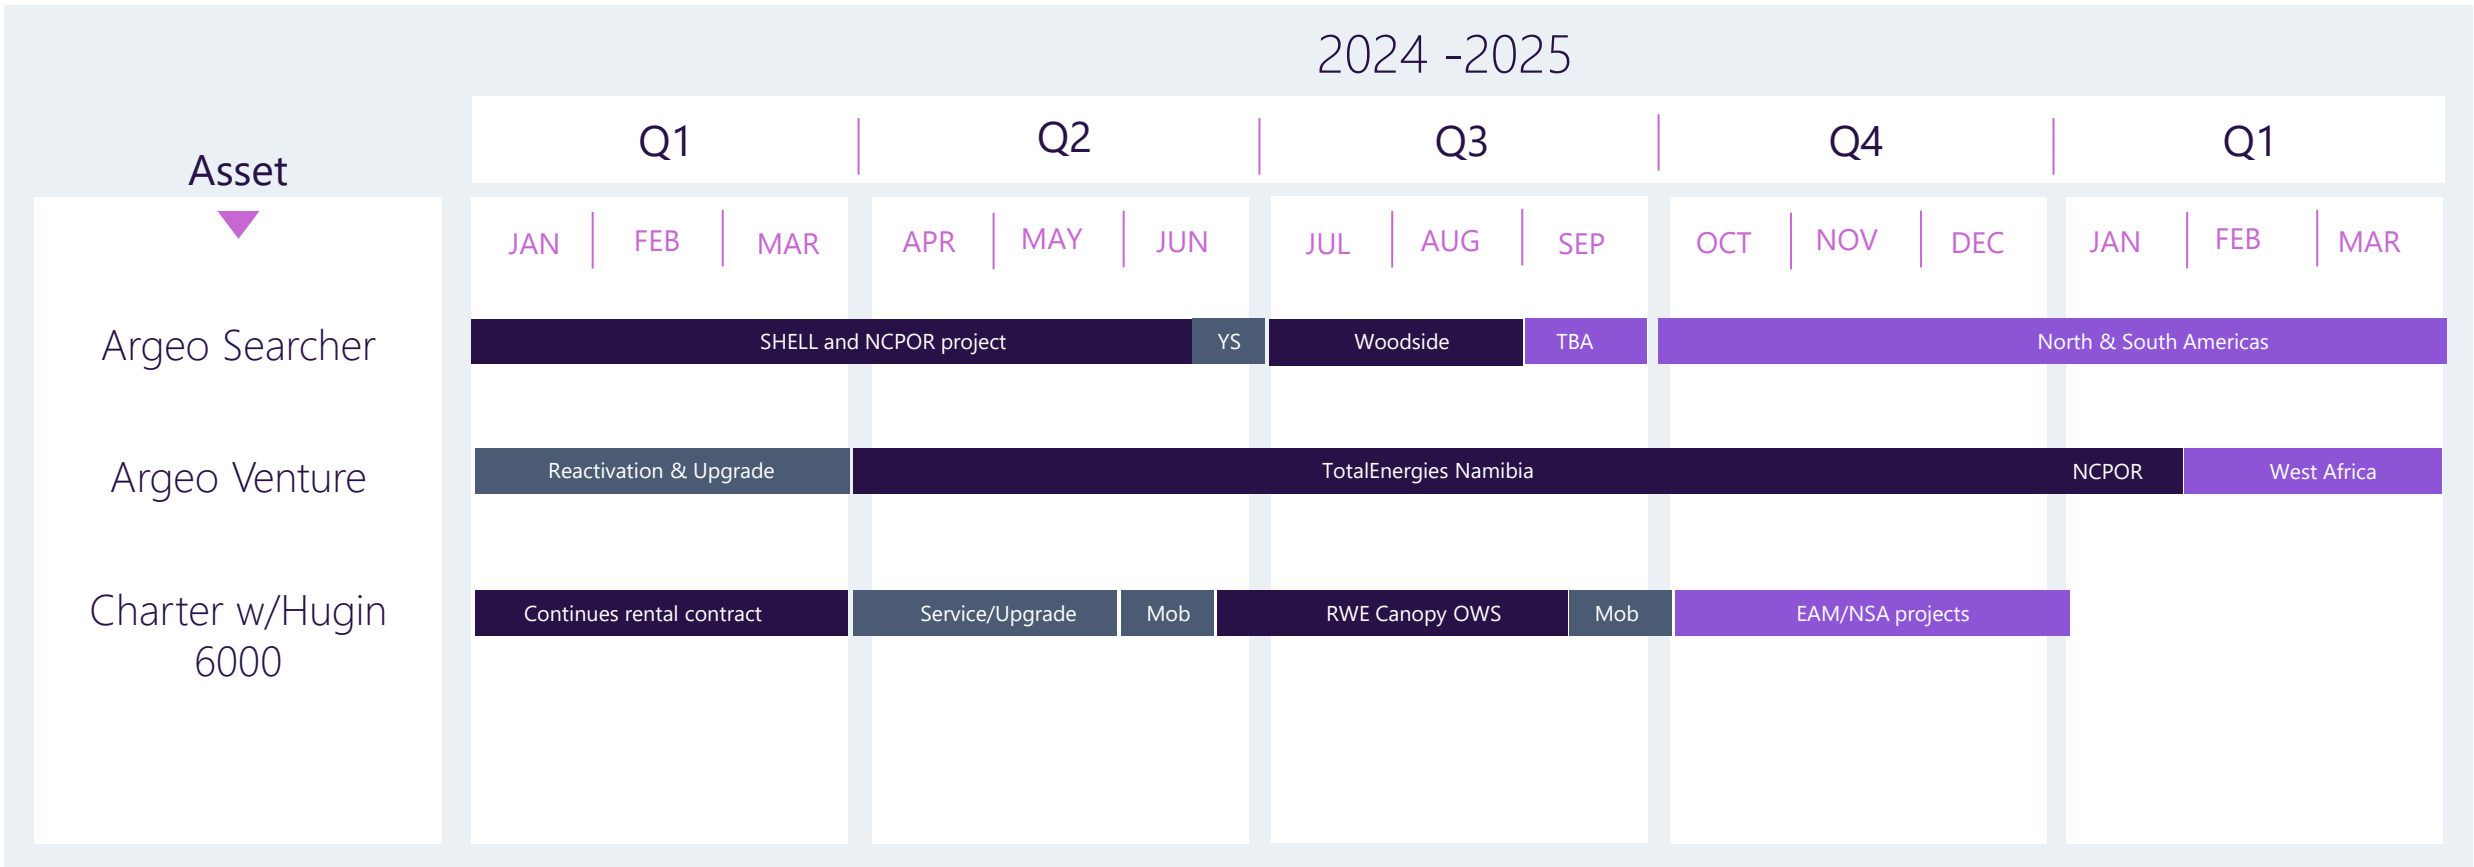 2024 -2025
Q1 Q2 Q3 Q4 Q1
Asset
JAN FEB MAR APR MAY JUN JUL AUG SEP OCT NOV DEC JAN FEB MAR
Argeo Searcher
SHELL and NCPOR project YS Woodside TBA North & South Americas
Argeo Venture
Reactivation & Upgrade TotalEnergies Namibia NCPOR West Africa
Charter w/Hugin
6000
Continues rental contract Service/Upgrade Mob RWE Canopy OWS Mob EAM/NSA projects